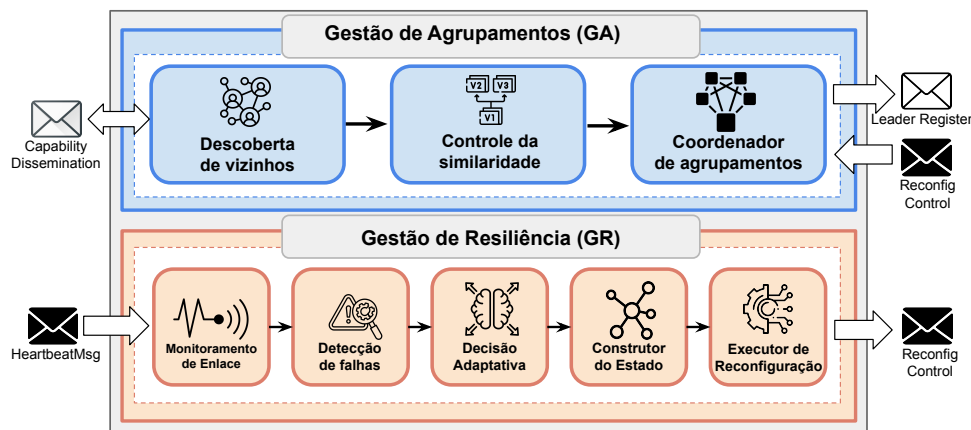 Gestão de Agrupamentos (GA)
Capability
Dissemination
Descoberta
de vizinhos
V2
V3
V1
Controle da
similaridade
Coordenador
de agrupamentos
Leader Register
Reconfig
Control
Gestão de Resiliência (GR)
HeartbeatMsg
Monitoramento
de Enlace
Detecção
de falhas
Decisão
Adaptativa
Construtor
do Estado
Executor de
Reconfiguração
Reconfig
Control